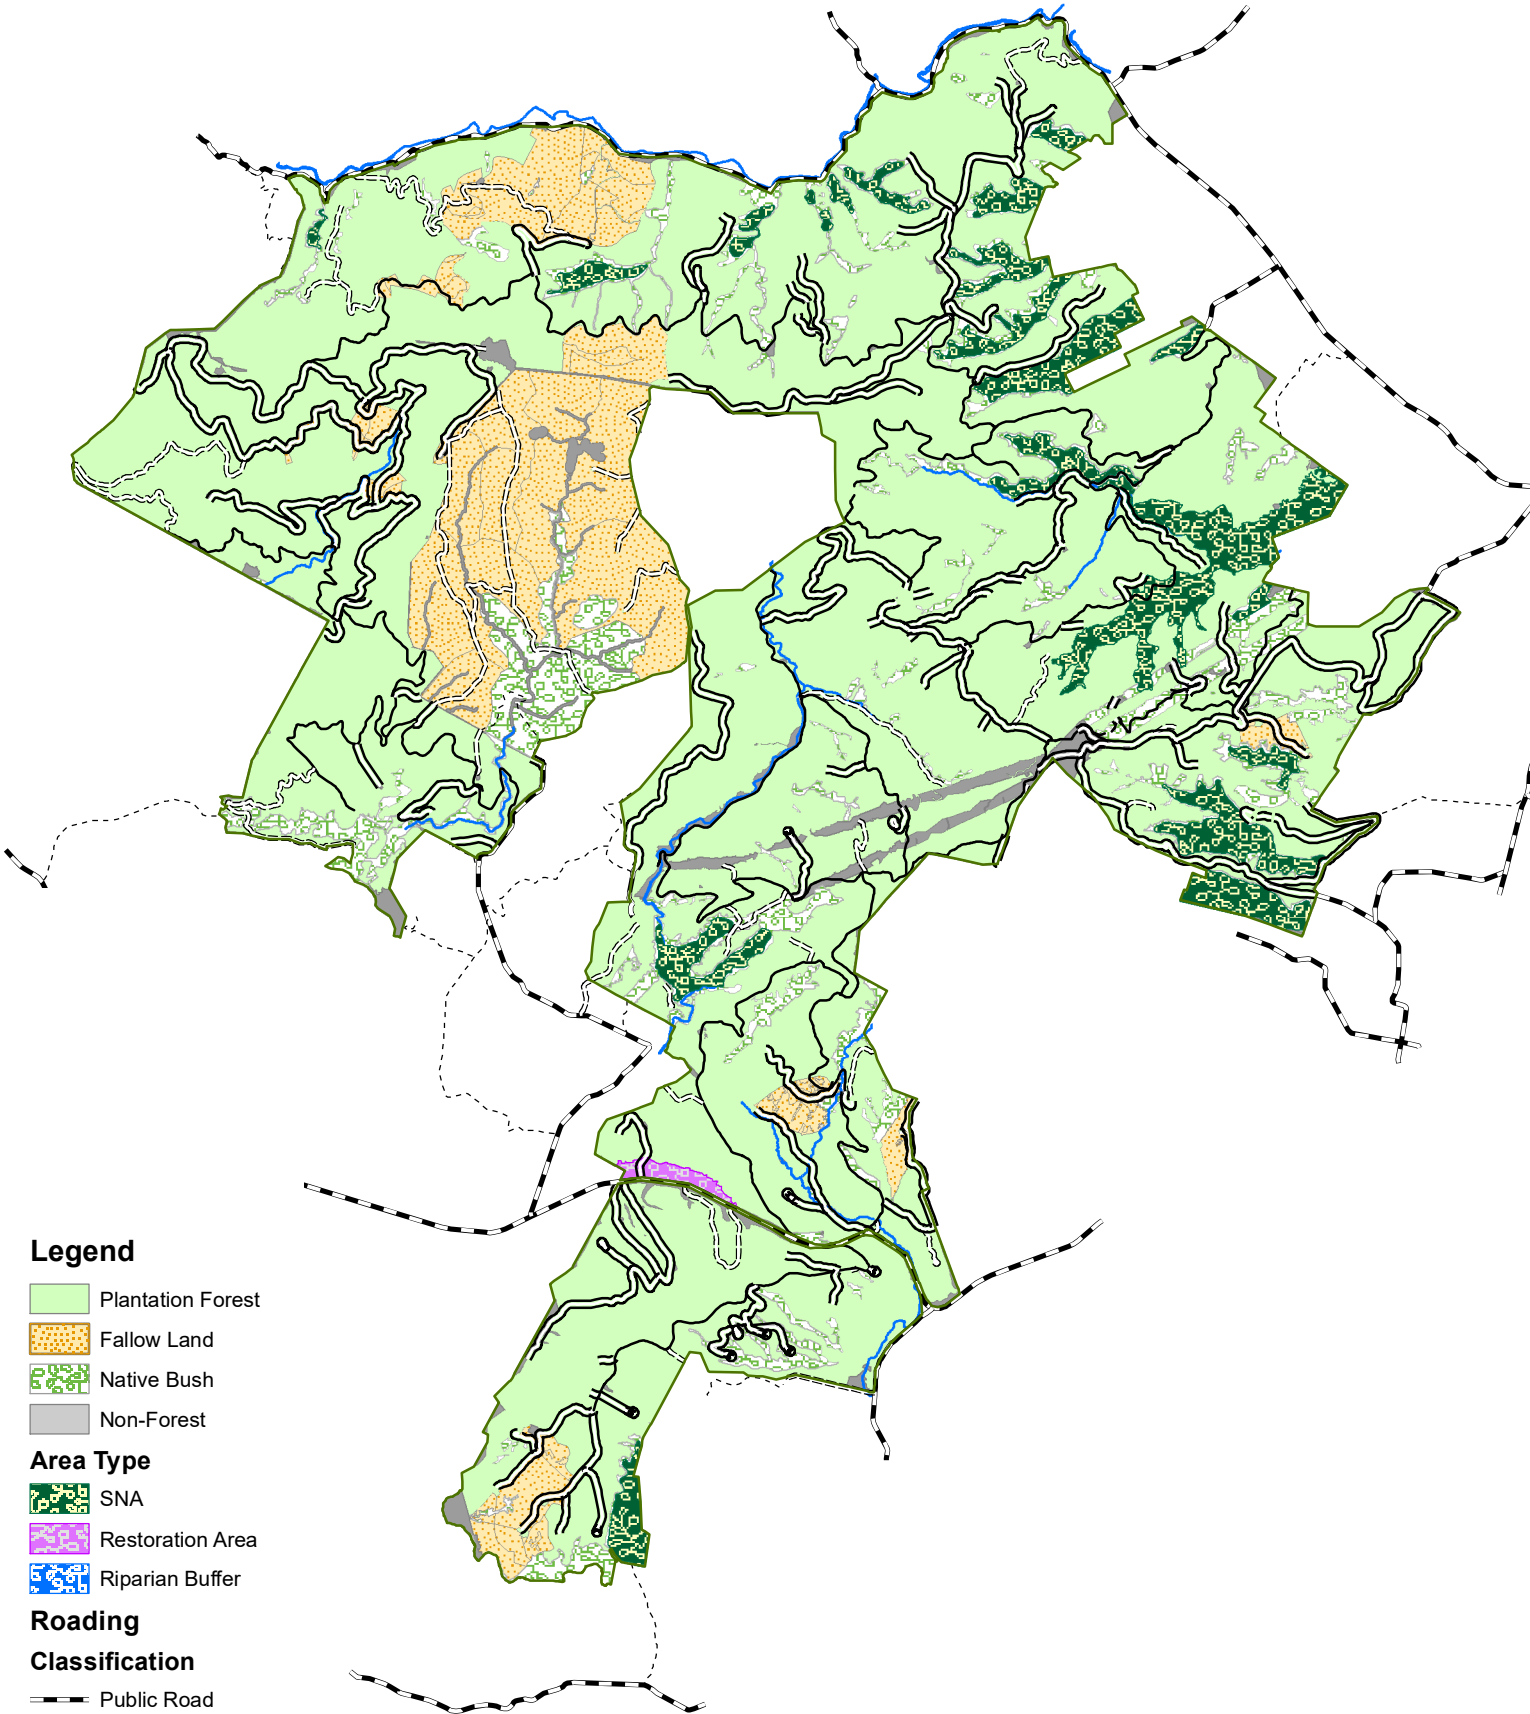 Legend
Plantation Forest
Fallow Land
Native Bush
Non-Forest
Area Type
SNA
Restoration Area
Riparian Buffer
Roading
Classification
Public Road